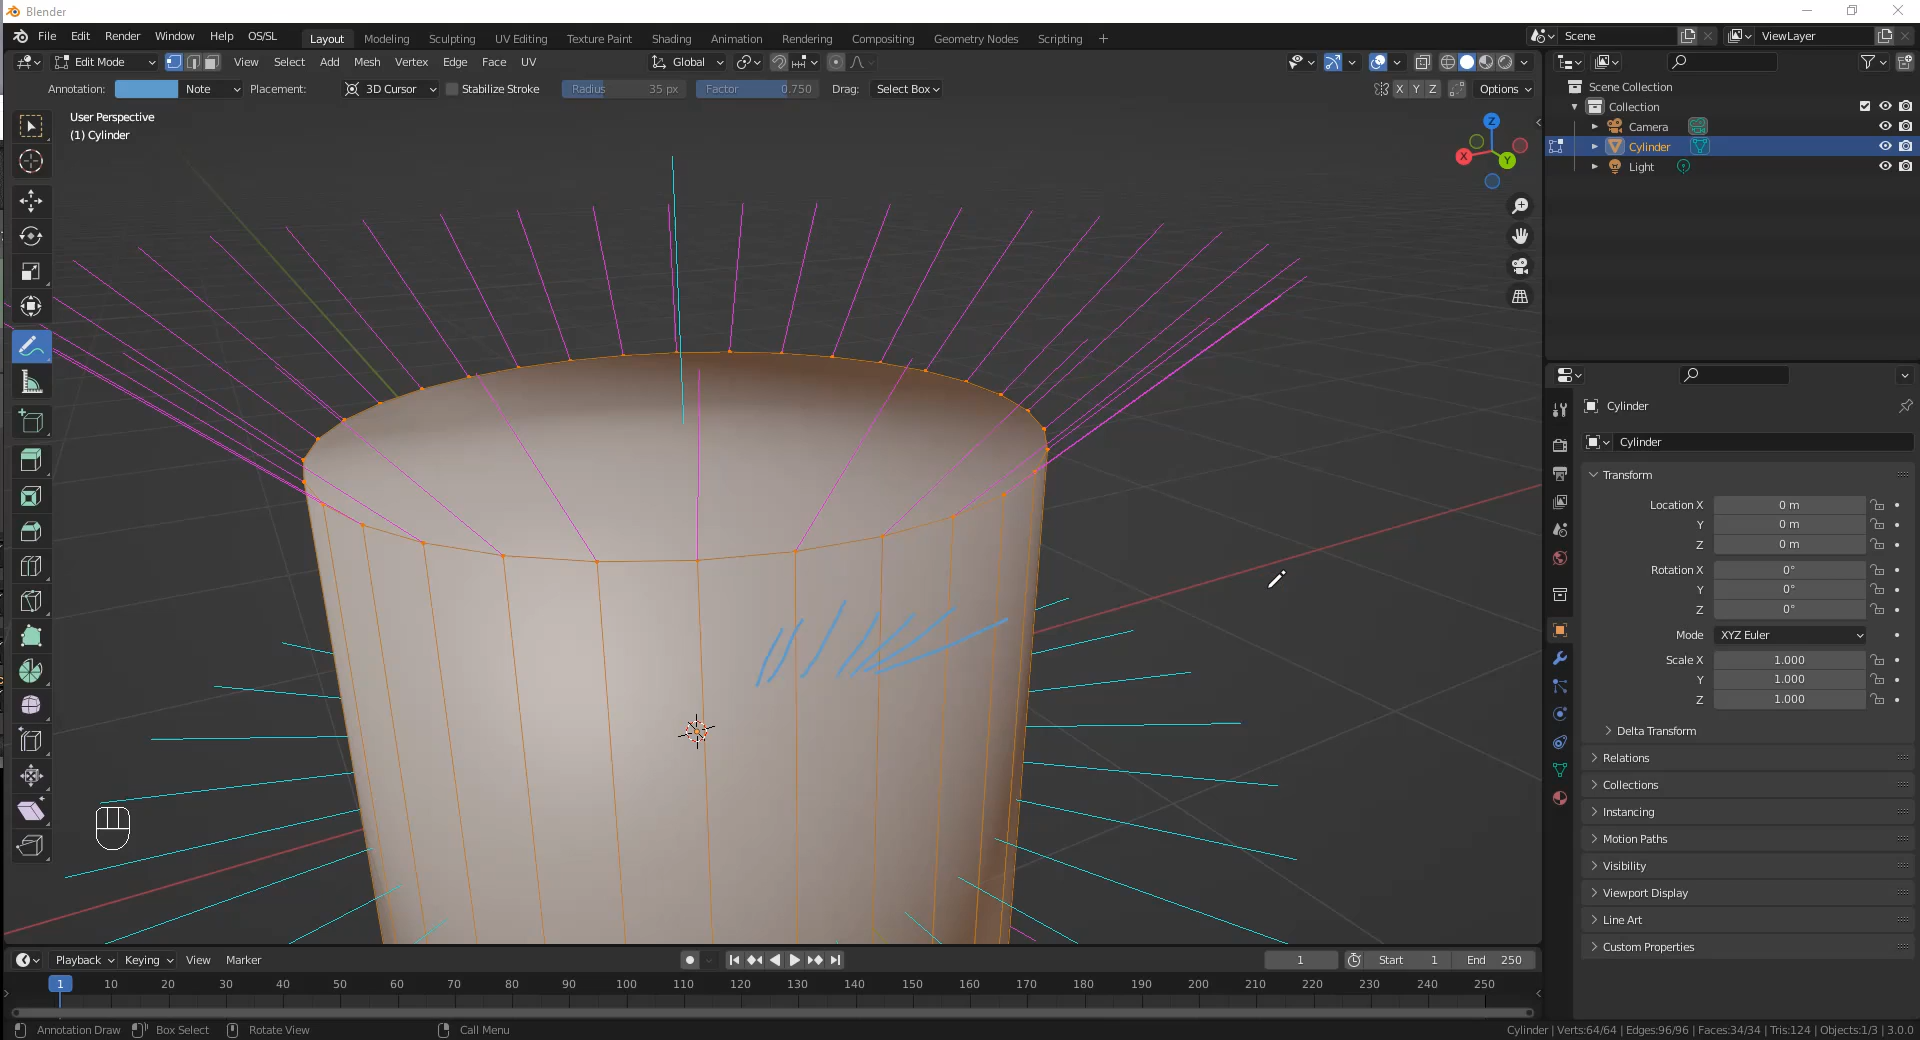 Blender
File Edit Render Window Help OS/SL Layout Modeling Sculpting UV Editing Texture Paint Shading Animation Rendering Compositing Geometry Nodes Scripting + Scene ViewLayer
Edit Mode View Select Add Mesh Vertex Edge Face UV Global
Annotation: Note Placement: 3D Cursor Stabilize Stroke Radius 35 px Factor 0.750 Drag: Select Box X Y Z Options
User Perspective
(1) Cylinder
Z
X
Y
Scene Collection
Collection
Camera
Cylinder
Light
Cylinder
Cylinder
Transform
Location X 0 m
Y 0 m
Z 0 m
Rotation X 0°
Y 0°
Z 0°
Mode XYZ Euler
Scale X 1.000
Y 1.000
Z 1.000
Delta Transform
Relations
Collections
Instancing
Motion Paths
Visibility
Viewport Display
Line Art
Custom Properties
Playback Keying View Marker 1 Start 1 End 250
1 10 20 30 40 50 60 70 80 90 100 110 120 130 140 150 160 170 180 190 200 210 220 230 240 250
Annotation Draw Box Select Rotate View Call Menu Cylinder | Verts:64/64 | Edges:96/96 | Faces:34/34 | Tris:124 | Objects:1/3 | 3.0.0